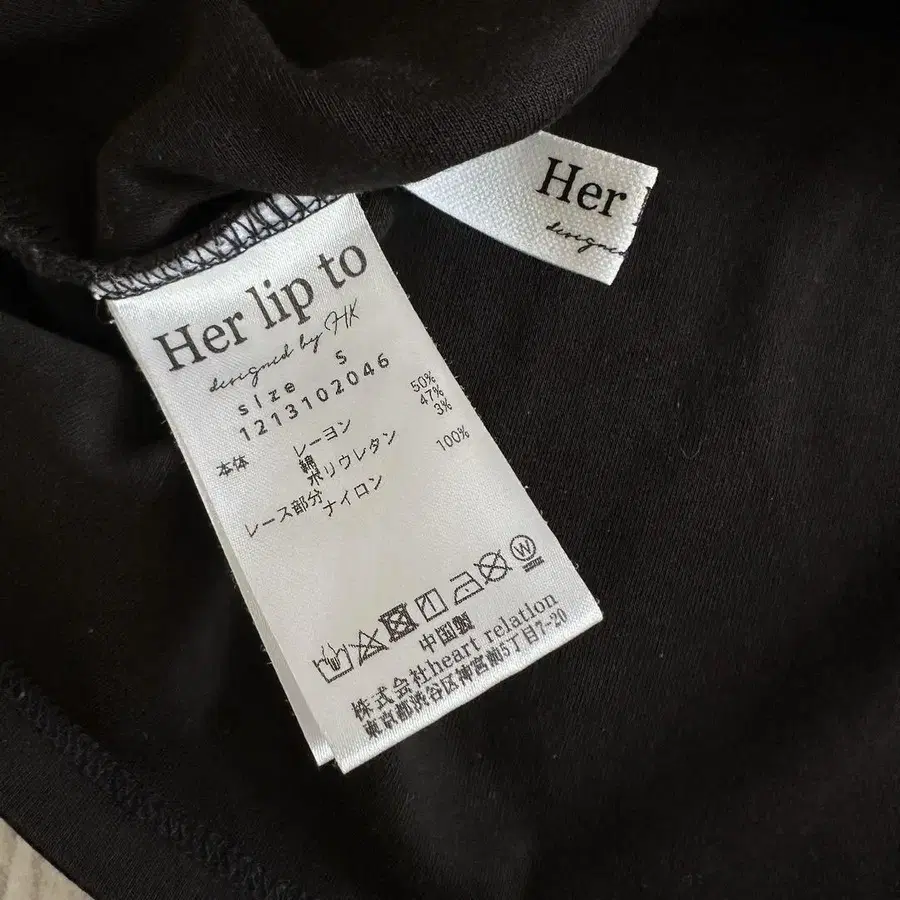 Her lip to
designed by HK
size S
1213102046
本体 レーヨン 50%
綿 47%
ポリウレタン 3%
レース部分 ナイロン 100%
W
中国製
株式会社heart relation
東京都渋谷区神宮前5丁目7-20
Her
designe